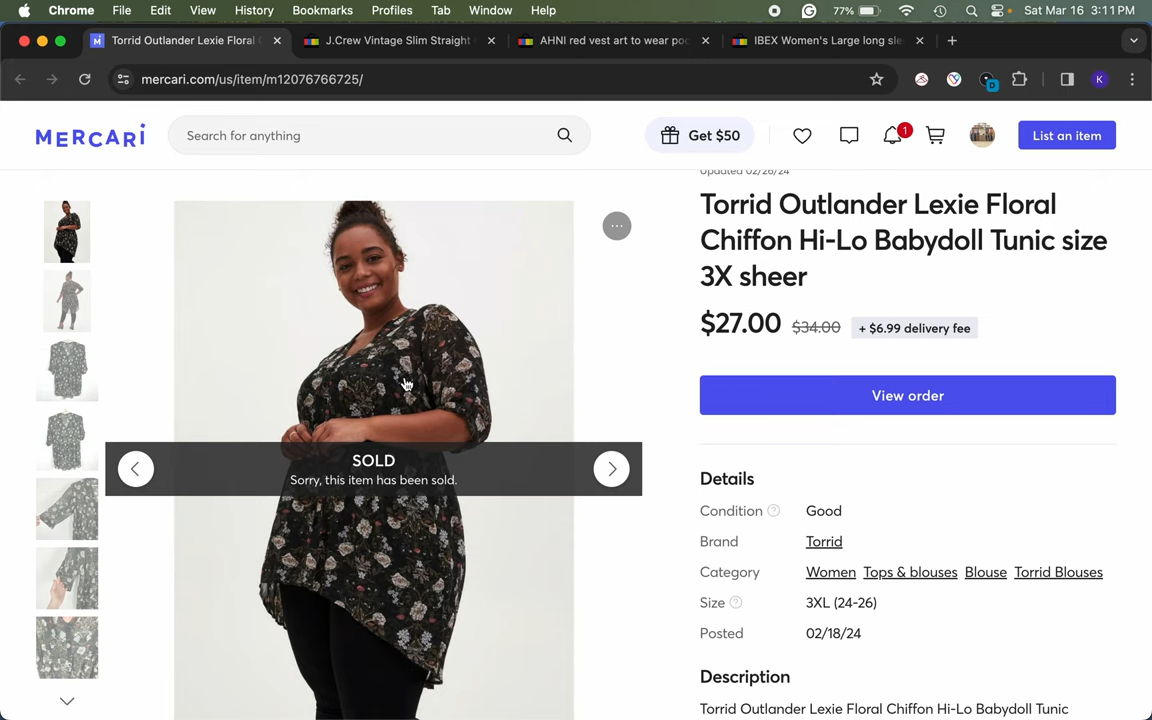 Chrome File Edit View History Bookmarks Profiles Tab Window Help 77% Sat Mar 16 3:11 PM
M Torrid Outlander Lexie Floral J.Crew Vintage Slim Straight AHNI red vest art to wear poc IBEX Women's Large long sle
mercari.com/us/item/m12076766725/ D K
MERCARI Search for anything Get $50 1 List an item
Updated 02/26/24
Torrid Outlander Lexie Floral
Chiffon Hi-Lo Babydoll Tunic size
3X sheer
$27.00 $34.00 + $6.99 delivery fee
View order
SOLD
Sorry, this item has been sold.
Details
Condition ? Good
Brand Torrid
Category Women Tops & blouses Blouse Torrid Blouses
Size ? 3XL (24-26)
Posted 02/18/24
Description
Torrid Outlander Lexie Floral Chiffon Hi-Lo Babydoll Tunic